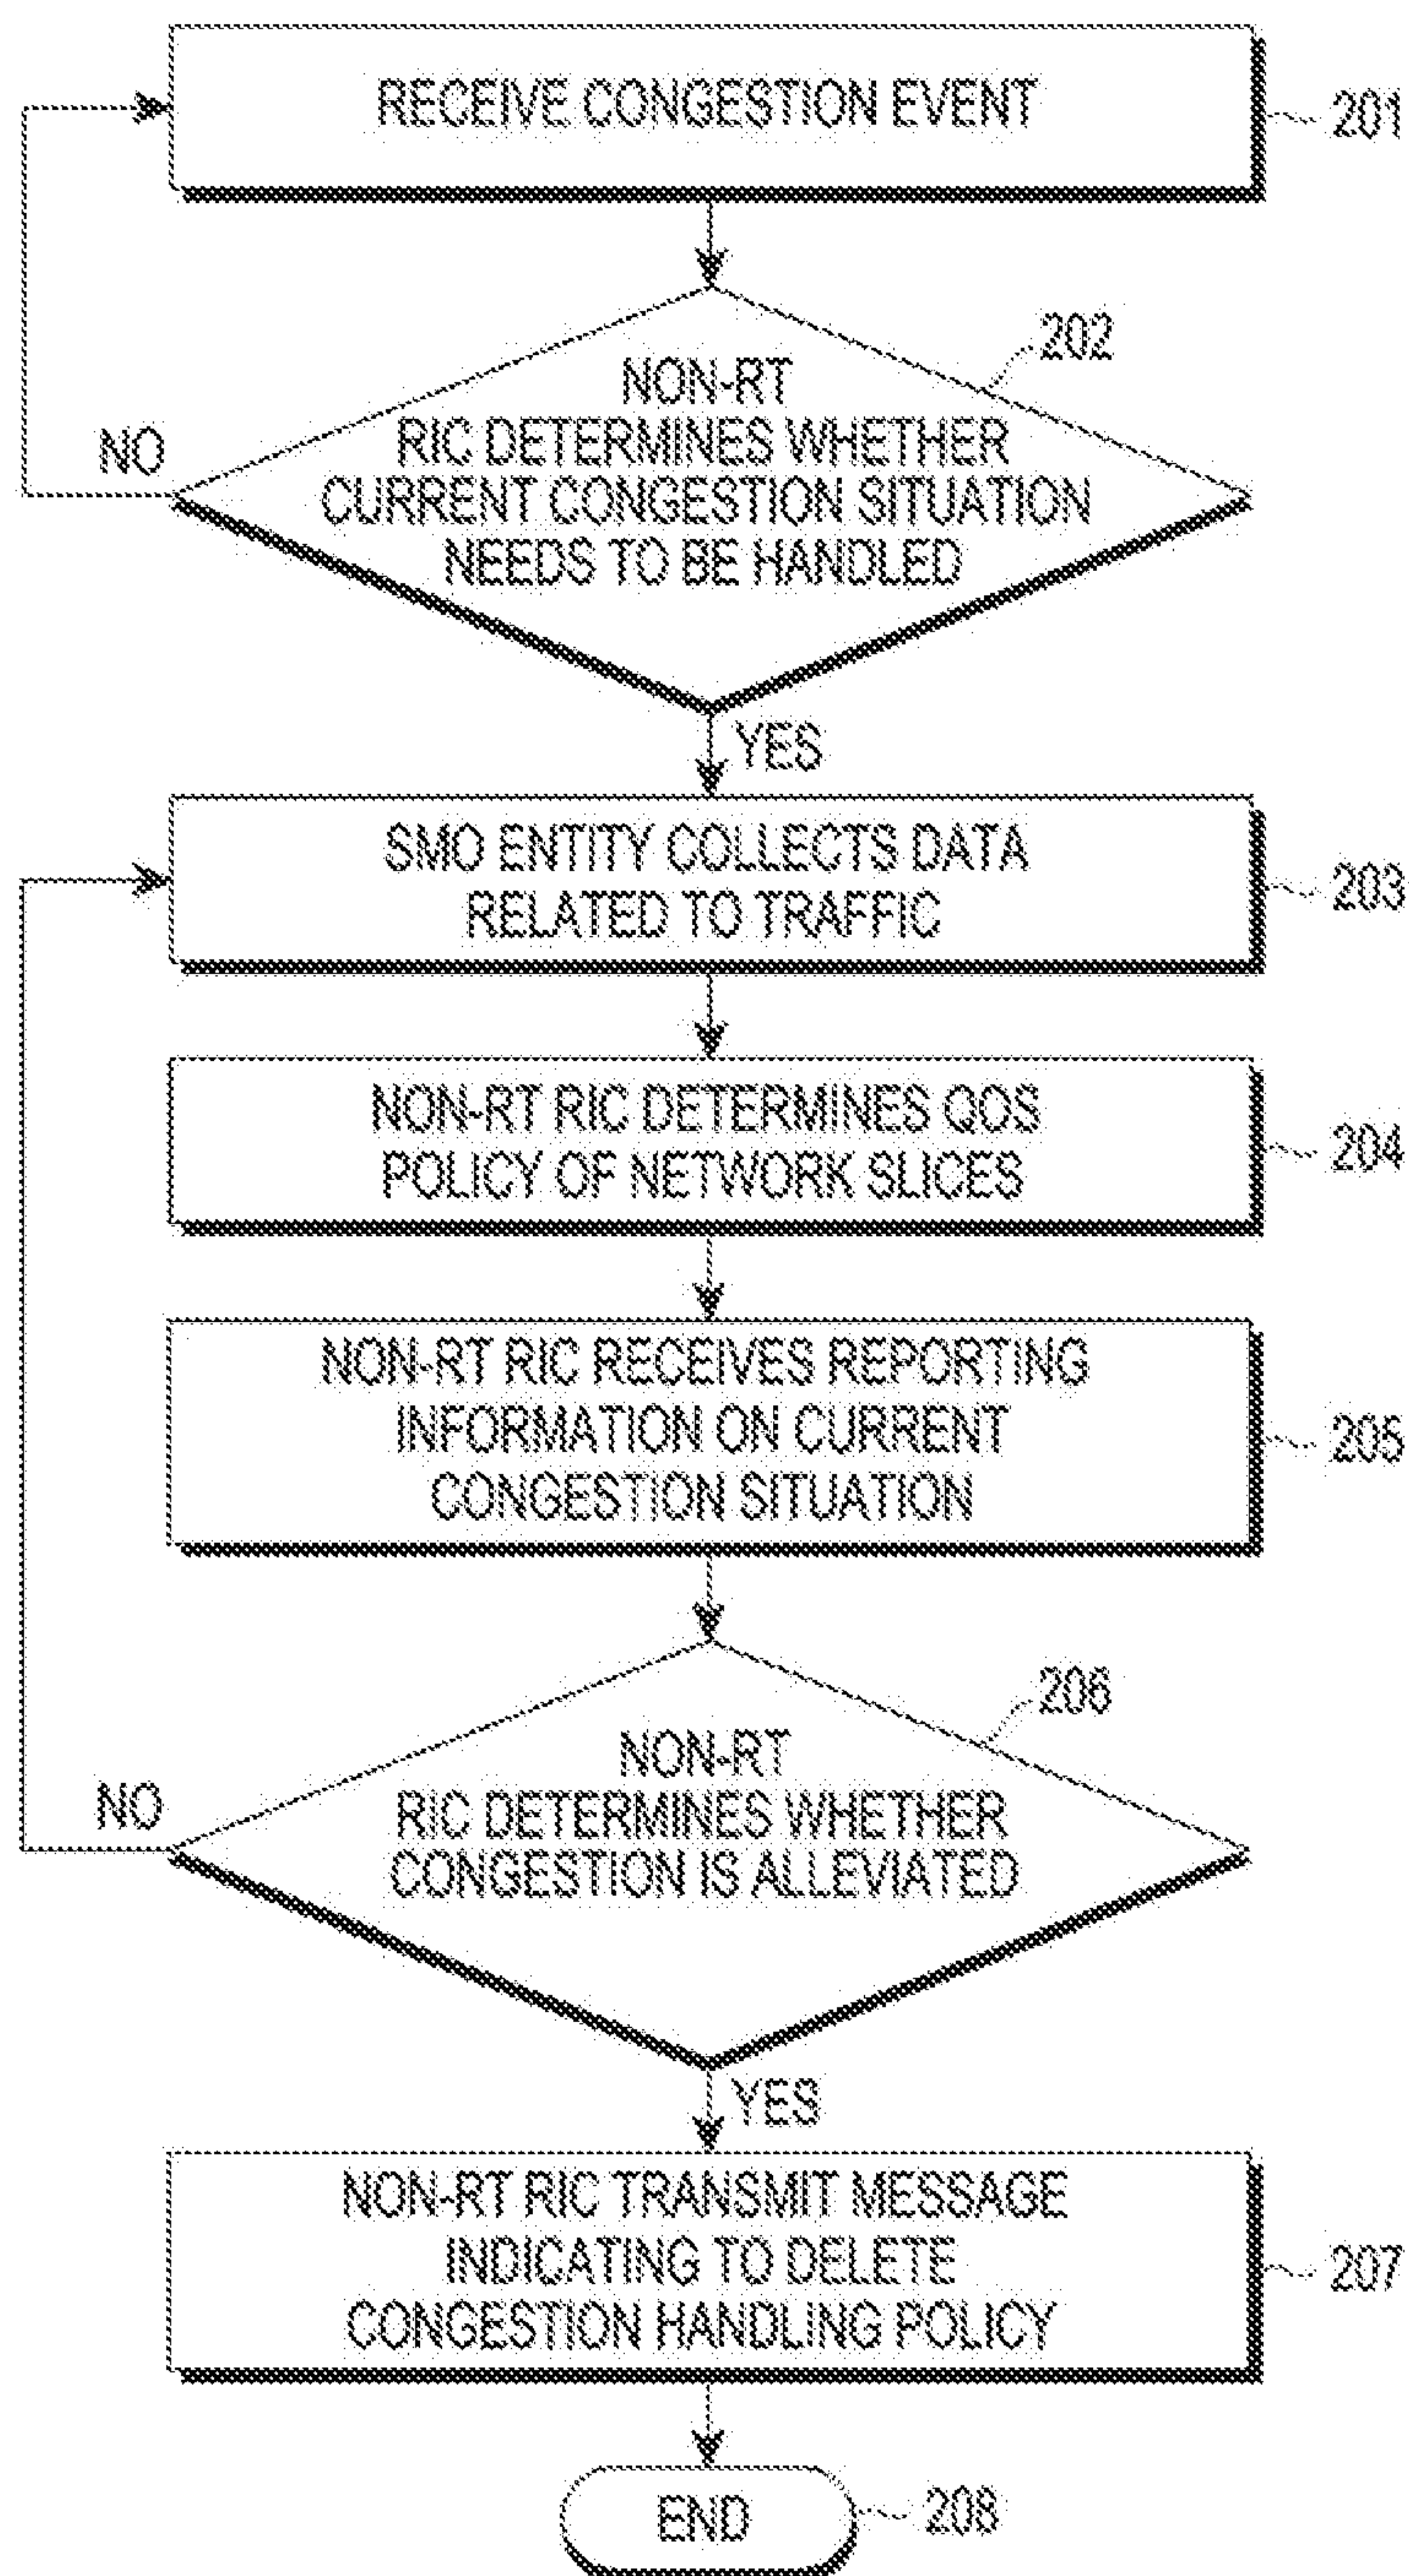 RECEIVE CONGESTION EVENT
201
202
NON-RT
RIC DETERMINES WHETHER
CURRENT CONGESTION SITUATION
NEEDS TO BE HANDLED
NO
YES
SMO ENTITY COLLECTS DATA
RELATED TO TRAFFIC
203
NON-RT RIC DETERMINES QOS
POLICY OF NETWORK SLICES
204
NON-RT RIC RECEIVES REPORTING
INFORMATION ON CURRENT
CONGESTION SITUATION
205
206
NON-RT
RIC DETERMINES WHETHER
CONGESTION IS ALLEVIATED
NO
YES
NON-RT RIC TRANSMIT MESSAGE
INDICATING TO DELETE
CONGESTION HANDLING POLICY
207
END
208